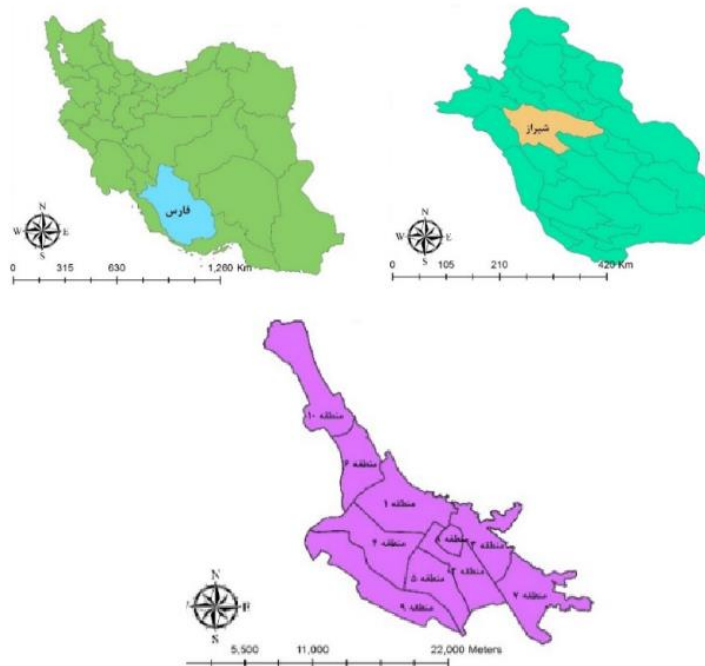 فارس
N
W E
S
0 315 630 1,260 Km
شیراز
N
W E
S
0 105 210 420 Km
منطقه ۱۰
منطقه ۶
منطقه ۱
منطقه ۸
منطقه ۳
منطقه ۴
منطقه ۲
منطقه ۵
منطقه ۷
منطقه ۹
N
S
5,500 11,000 22,000 Meters